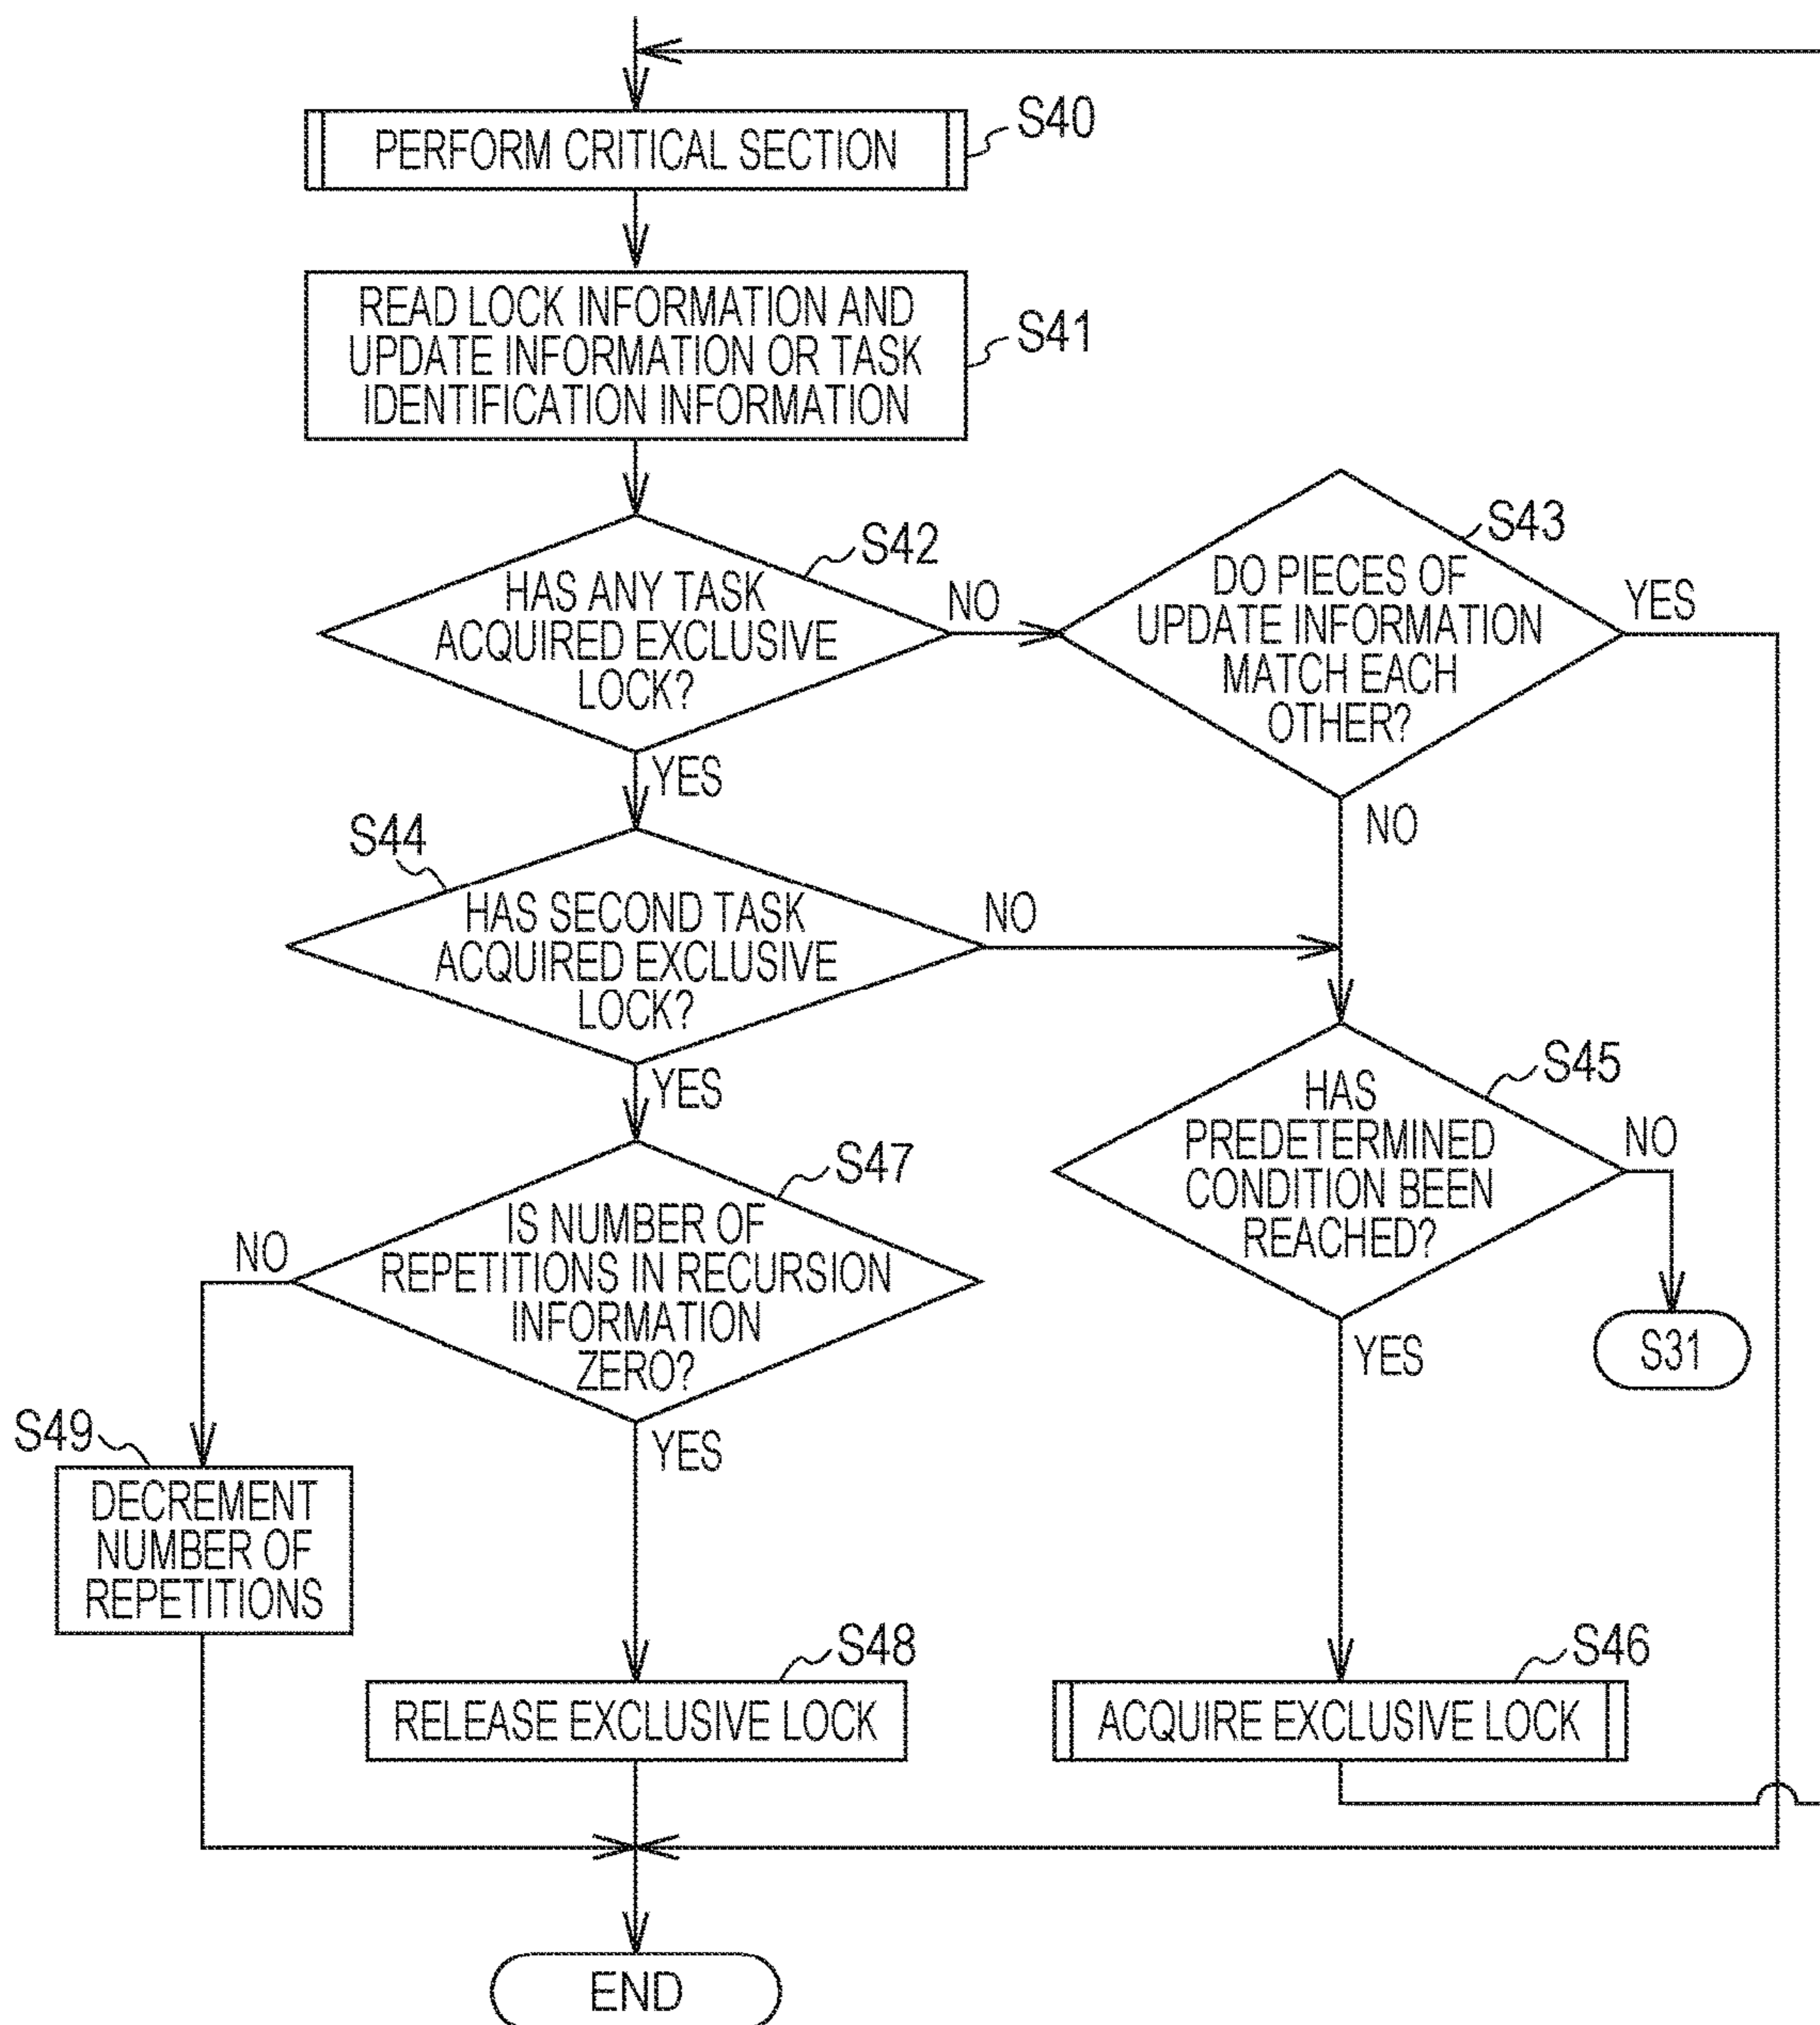 PERFORM CRITICAL SECTION
S40
READ LOCK INFORMATION AND
UPDATE INFORMATION OR TASK
IDENTIFICATION INFORMATION
S41
HAS ANY TASK
ACQUIRED EXCLUSIVE
LOCK?
S42
NO
YES
DO PIECES OF
UPDATE INFORMATION
MATCH EACH
OTHER?
S43
YES
NO
S44
HAS SECOND TASK
ACQUIRED EXCLUSIVE
LOCK?
NO
YES
HAS
PREDETERMINED
CONDITION BEEN
REACHED?
S45
NO
S31
YES
S47
IS NUMBER OF
REPETITIONS IN RECURSION
INFORMATION
ZERO?
NO
YES
S49
DECREMENT
NUMBER OF
REPETITIONS
S48
RELEASE EXCLUSIVE LOCK
S46
ACQUIRE EXCLUSIVE LOCK
END